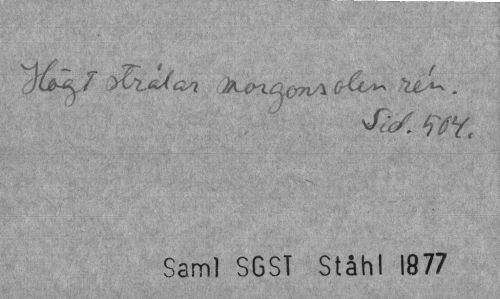 Högt strålar morgonsolen rén.
Sid. 504.
Saml SGST Ståhl 1877